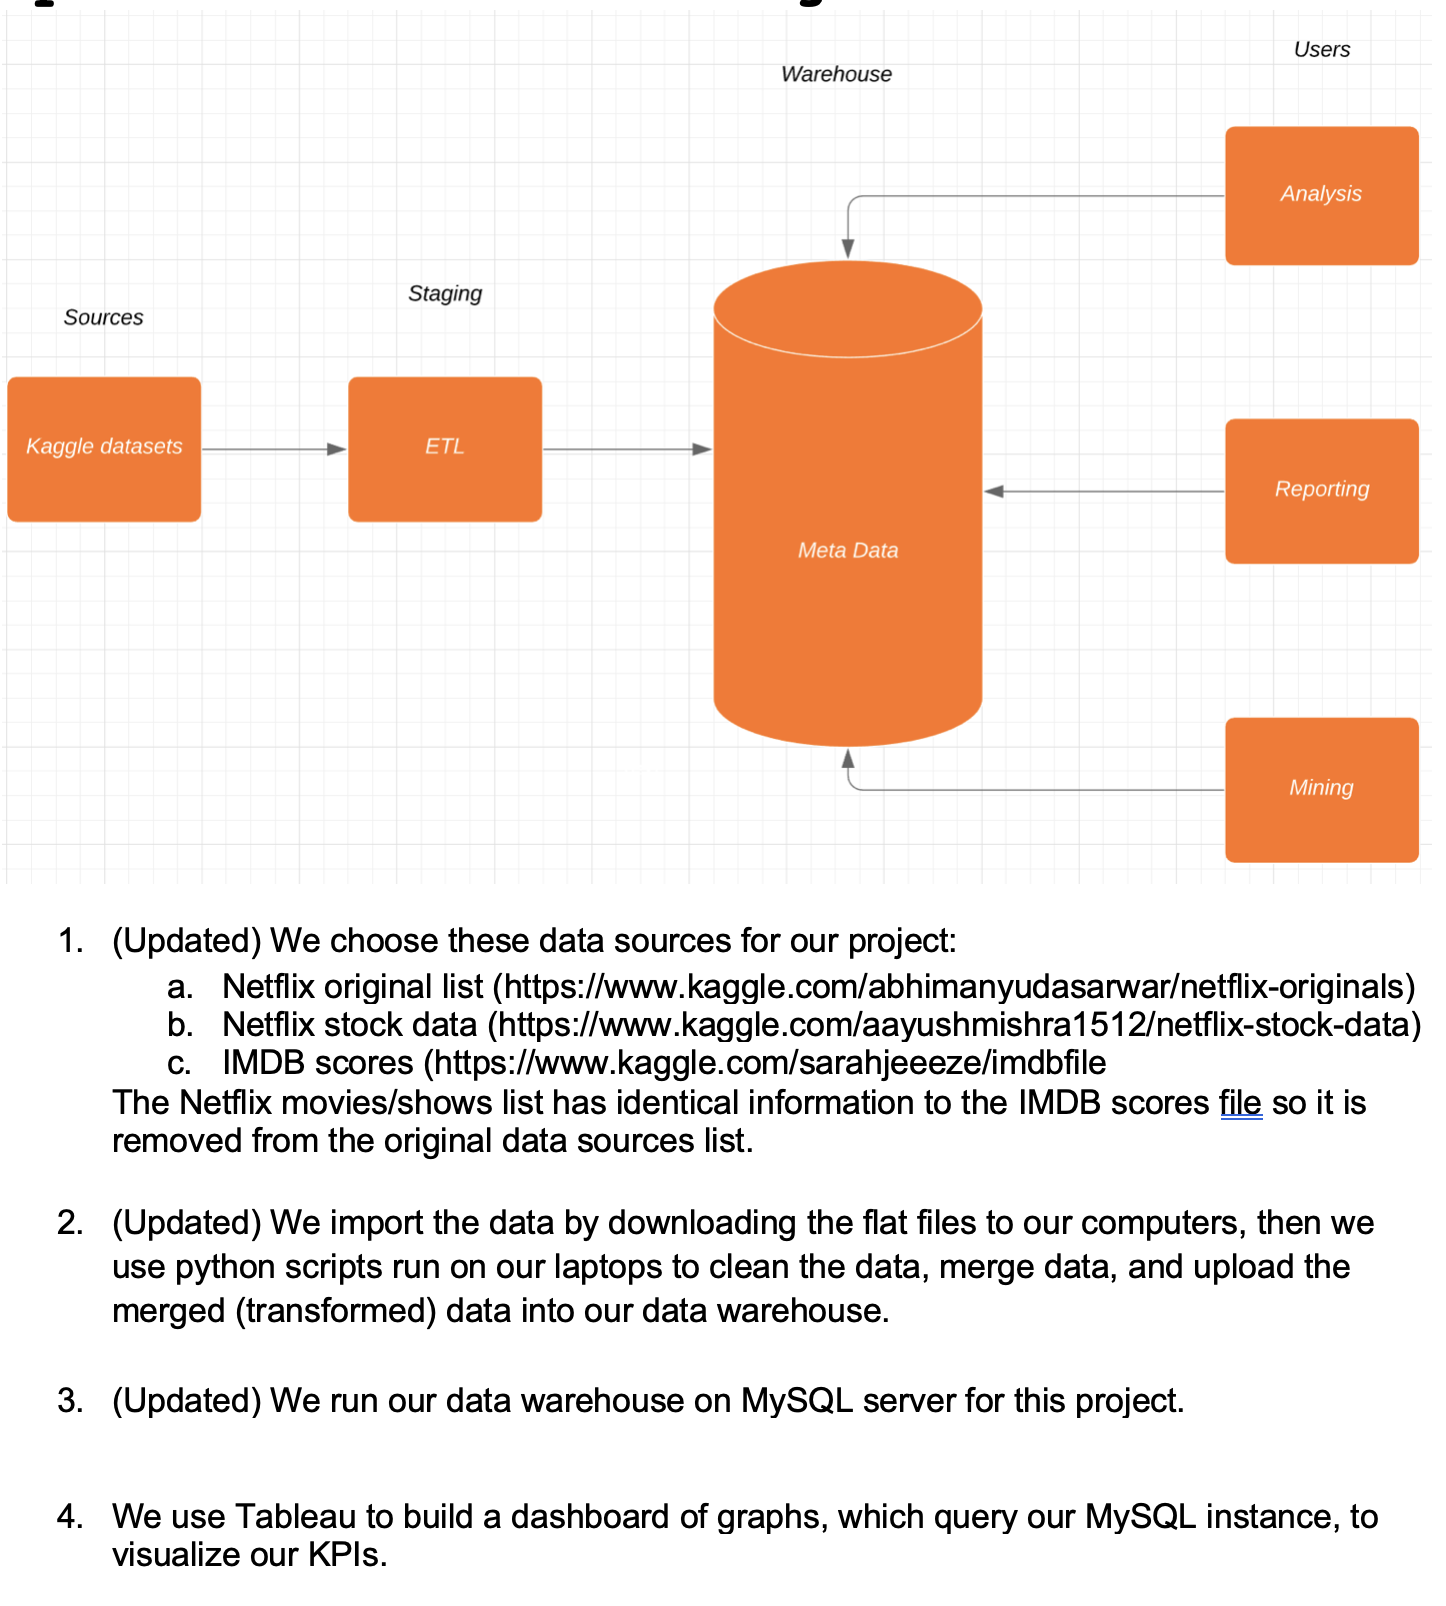 Users
Warehouse
Analysis
Staging
Sources
Kaggle datasets
ETL
Reporting
Meta Data
Mining
1. (Updated) We choose these data sources for our project:
a. Netflix original list (https://www.kaggle.com/abhimanyudasarwar/netflix-originals)
b. Netflix stock data (https://www.kaggle.com/aayushmishra1512/netflix-stock-data)
c. IMDB scores (https://www.kaggle.com/sarahjeeeze/imdbfile
The Netflix movies/shows list has identical information to the IMDB scores file so it is
removed from the original data sources list.
2. (Updated) We import the data by downloading the flat files to our computers, then we
use python scripts run on our laptops to clean the data, merge data, and upload the
merged (transformed) data into our data warehouse.
3. (Updated) We run our data warehouse on MySQL server for this project.
4. We use Tableau to build a dashboard of graphs, which query our MySQL instance, to
visualize our KPIs.